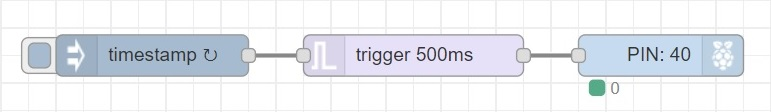 timestamp ↻
trigger 500ms
PIN: 40
0